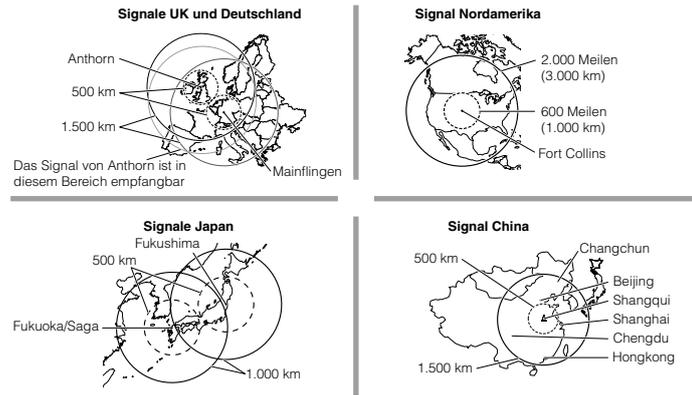 Signale UK und Deutschland
Anthorn
500 km
1.500 km
Das Signal von Anthorn ist in
diesem Bereich empfangbar
Mainflingen
Signal Nordamerika
2.000 Meilen
(3.000 km)
600 Meilen
(1.000 km)
Fort Collins
Signale Japan
Fukushima
500 km
Fukuoka/Saga
1.000 km
Signal China
Changchun
500 km
Beijing
Shangqui
Shanghai
Chengdu
Hongkong
1.500 km